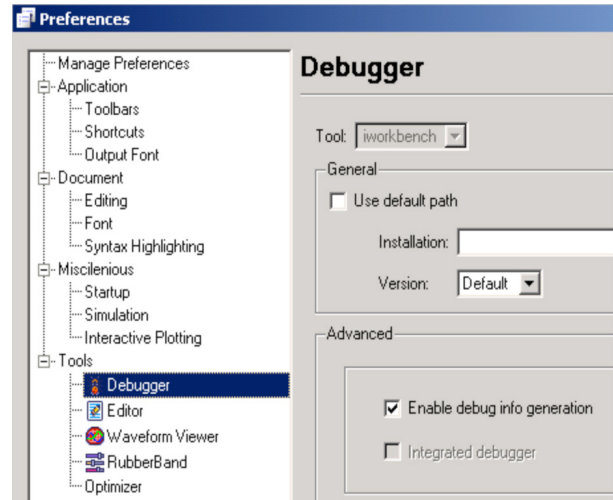 Preferences
Manage Preferences
Application
Toolbars
Shortcuts
Output Font
Document
Editing
Font
Syntax Highlighting
Miscilenious
Startup
Simulation
Interactive Plotting
Tools
Debugger
Editor
Waveform Viewer
RubberBand
Optimizer
Debugger
Tool: iworkbench
General
Use default path
Installation:
Version: Default
Advanced
Enable debug info generation
Integrated debugger